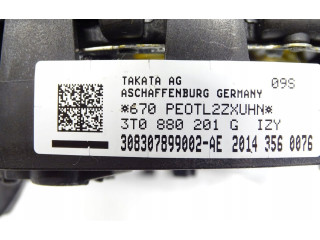 TAKATA AG 09S
ASCHAFFENBURG GERMANY
*670 PEOTL2ZXUHN*
3T0 880 201 G IZY
308307899002-AE 2014 356 0076